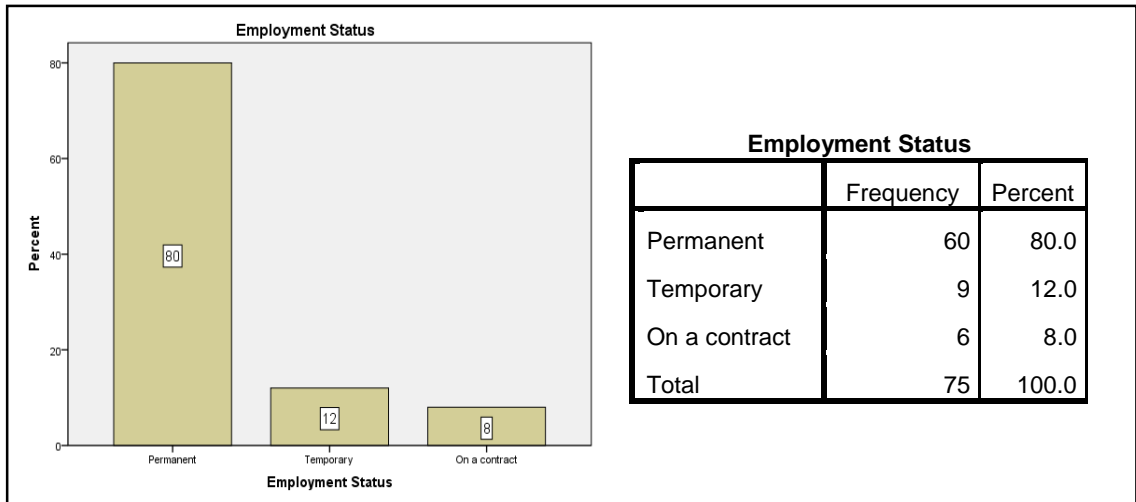 Employment Status
80
60
40
20
0
Percent
80
12
8
Permanent Temporary On a contract
Employment Status
Employment Status
Frequency Percent
Permanent 60 80.0
Temporary 9 12.0
On a contract 6 8.0
Total 75 100.0